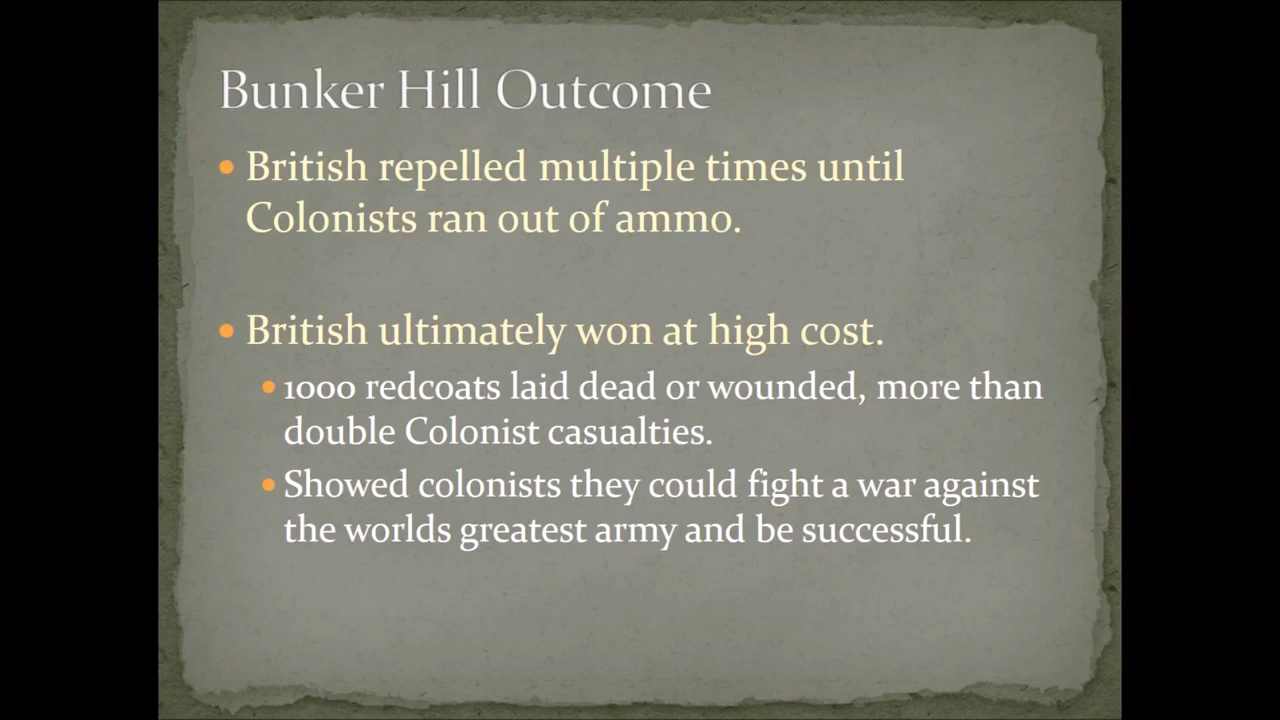 Bunker Hill Outcome
• British repelled multiple times until
Colonists ran out of ammo.
• British ultimately won at high cost.
• 1000 redcoats laid dead or wounded, more than
double Colonist casualties.
• Showed colonists they could fight a war against
the worlds greatest army and be successful.